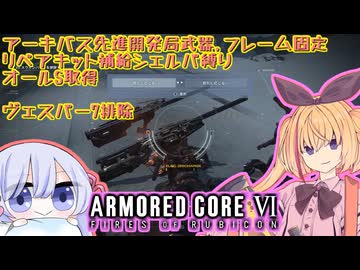 アーキバス先進開発局武器,フレーム固定
リペアキット補給シェルパ縛り
オールS取得
ヴェスパー7排除
ARMORED CORE VI
FIRES OF RUBICON